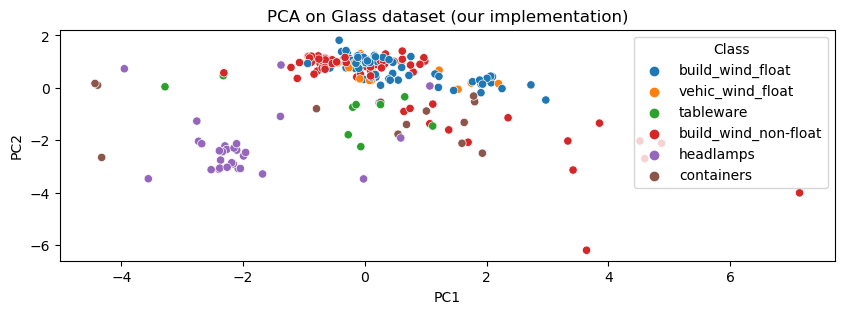 PCA on Glass dataset (our implementation)
2
0
−2
−4
−6
PC2
−4
−2
0
2
4
6
PC1
Class
build_wind_float
vehic_wind_float
tableware
build_wind_non-float
headlamps
containers